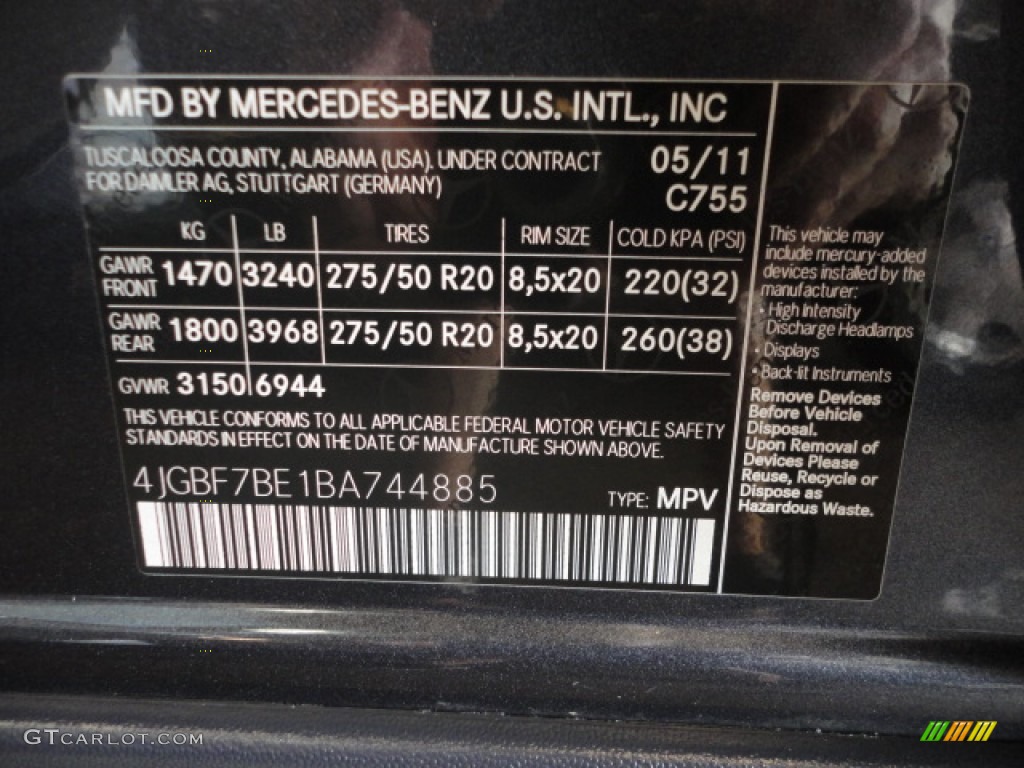 MFD BY MERCEDES-BENZ U.S. INTL., INC
TUSCALOOSA COUNTY, ALABAMA (USA). UNDER CONTRACT 05/11
FOR DAIMLER AG, STUTTGART (GERMANY) C755
KG LB TIRES RIM SIZE COLD KPA (PSI)
GAWR FRONT 1470 3240 275/50 R20 8,5x20 220(32)
GAWR REAR 1800 3968 275/50 R20 8,5x20 260(38)
GVWR 3150 6944
THIS VEHICLE CONFORMS TO ALL APPLICABLE FEDERAL MOTOR VEHICLE SAFETY
STANDARDS IN EFFECT ON THE DATE OF MANUFACTURE SHOWN ABOVE.
4JGBF7BE1BA744885 TYPE: MPV
This vehicle may
include mercury-added
devices installed by the
manufacturer:
• High Intensity
Discharge Headlamps
• Displays
• Back-lit Instruments
Remove Devices
Before Vehicle
Disposal.
Upon Removal of
Devices Please
Reuse, Recycle or
Dispose as
Hazardous Waste.
GTCARLOT.COM